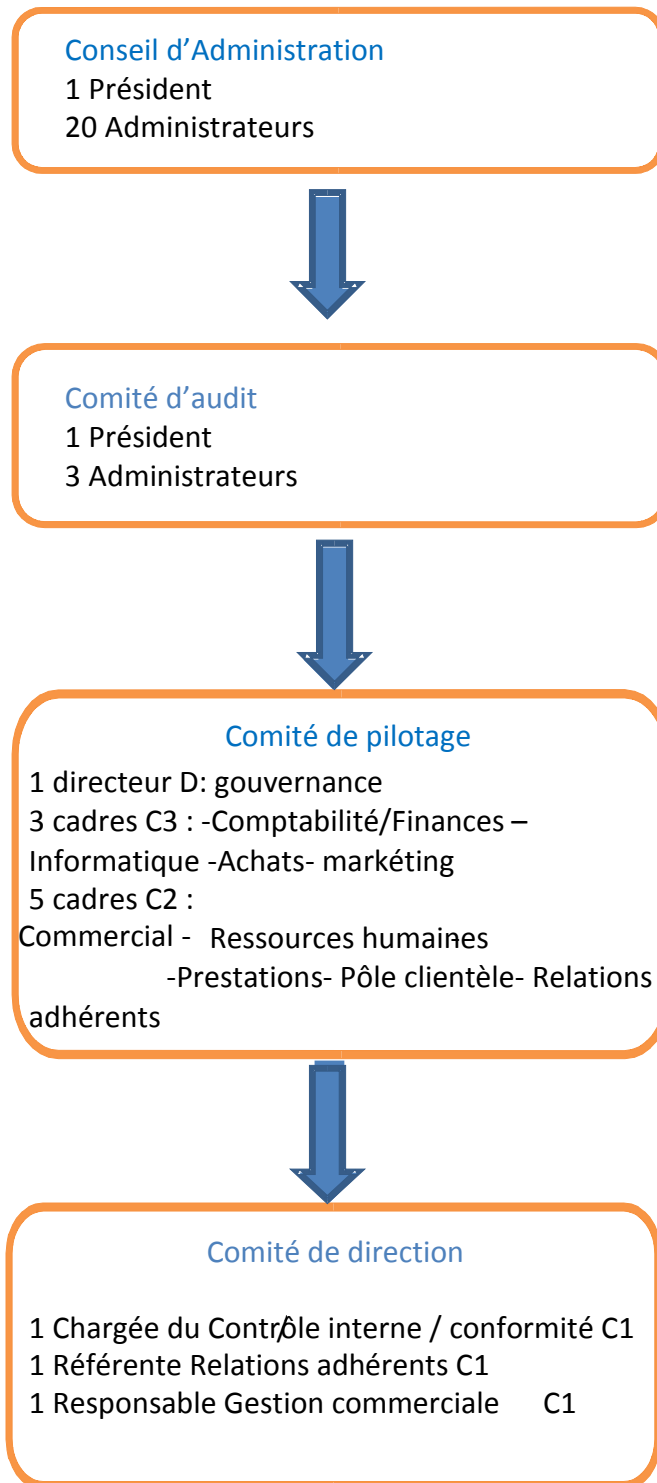 Conseil d’Administration
1 Président
20 Administrateurs
Comité d’audit
1 Président
3 Administrateurs
Comité de pilotage
1 directeur D: gouvernance
3 cadres C3 : -Comptabilité/Finances –
Informatique -Achats- markéting
5 cadres C2 :
Commercial - Ressources humaines-
-Prestations- Pôle clientèle- Relations
adhérents
Comité de direction
1 Chargée du Contrôle interne / conformité C1
1 Référente Relations adhérents C1
1 Responsable Gestion commerciale C1